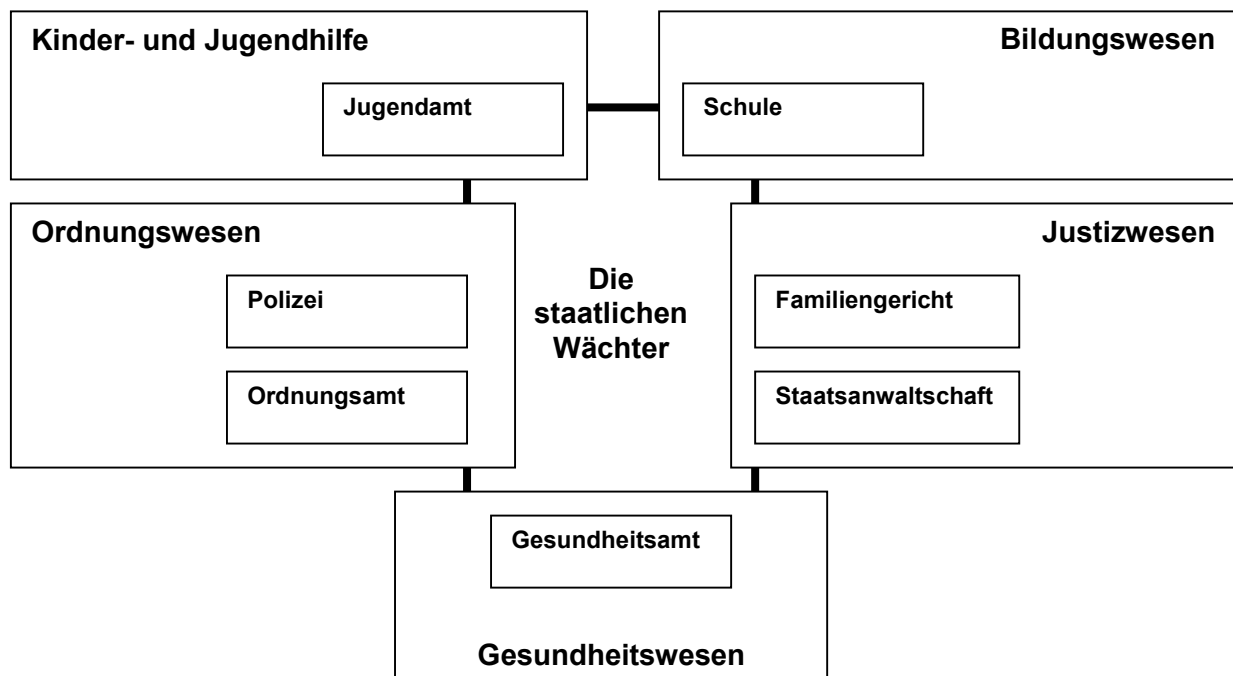 Kinder- und Jugendhilfe
Jugendamt
Bildungswesen
Schule
Ordnungswesen
Polizei
Ordnungsamt
Die
staatlichen
Wächter
Justizwesen
Familiengericht
Staatsanwaltschaft
Gesundheitsamt
Gesundheitswesen